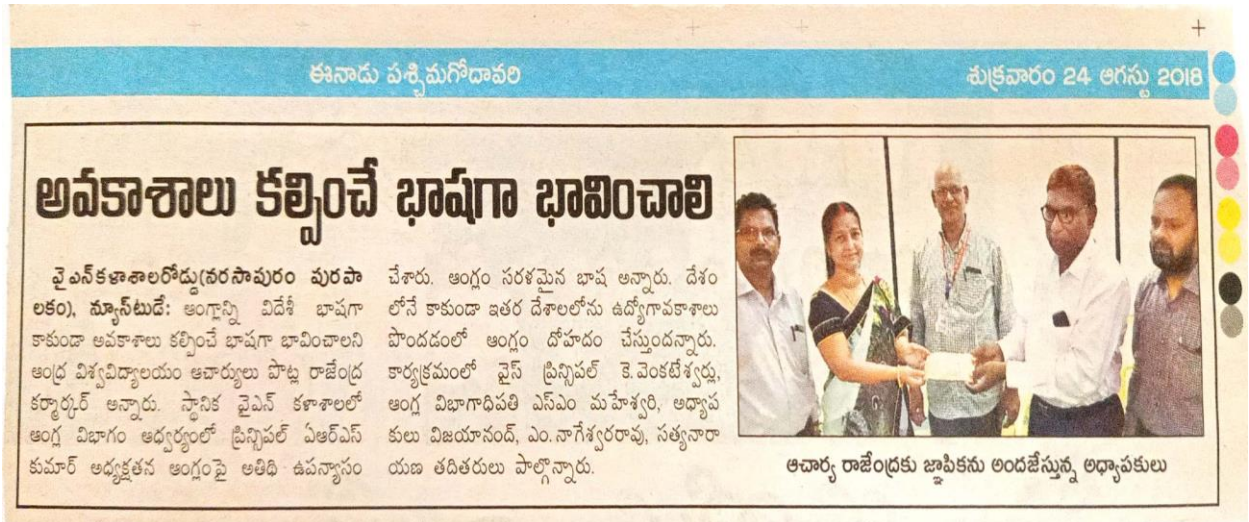 ఈనాడు పశ్చిమగోదావరి
శుక్రవారం 24 ఆగస్టు 2018
అవకాశాలు కల్పించే భాషగా భావించాలి
వైఎన్‌కళాశాలరోడ్డు(నరసాపురం పురపా
లకం), న్యూస్‌టుడే: ఆంగ్లాన్ని విదేశీ భాషగా
కాకుండా అవకాశాలు కల్పించే భాషగా భావించాలని
ఆంధ్ర విశ్వవిద్యాలయం ఆచార్యులు పొట్ల రాజేంద్ర
కర్మార్కర్ అన్నారు. స్థానిక వైఎన్ కళాశాలలో
ఆంగ్ల విభాగం ఆధ్వర్యంలో ప్రిన్సిపల్ ఏఆర్ఎస్
కుమార్ అధ్యక్షతన ఆంగ్లంపై అతిథి ఉపన్యాసం
చేశారు. ఆంగ్లం సరళమైన భాష అన్నారు. దేశం
లోనే కాకుండా ఇతర దేశాలలోను ఉద్యోగావకాశాలు
పొందడంలో ఆంగ్లం దోహదం చేస్తుందన్నారు.
కార్యక్రమంలో వైస్ ప్రిన్సిపల్ కె.వెంకటేశ్వర్లు,
ఆంగ్ల విభాగాధిపతి ఎస్ఎం మహేశ్వరి, అధ్యాప
కులు విజయానంద్, ఎం.నాగేశ్వరరావు, సత్యనారా
యణ తదితరులు పాల్గొన్నారు.
ఆచార్య రాజేంద్రకు జ్ఞాపికను అందజేస్తున్న అధ్యాపకులు